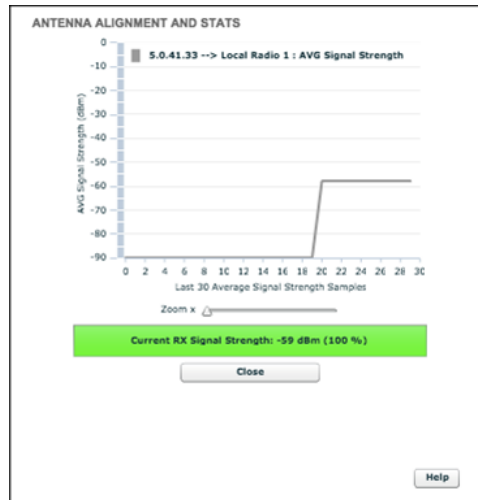 ANTENNA ALIGNMENT AND STATS
5.0.41.33 --> Local Radio 1 : AVG Signal Strength
AVG Signal Strength (dBm)
0
-10
-20
-30
-40
-50
-60
-70
-80
-90
0 2 4 6 8 10 12 14 16 18 20 22 24 26 28 30
Last 30 Average Signal Strength Samples
Zoom x
Current RX Signal Strength: -59 dBm (100 %)
Close
Help